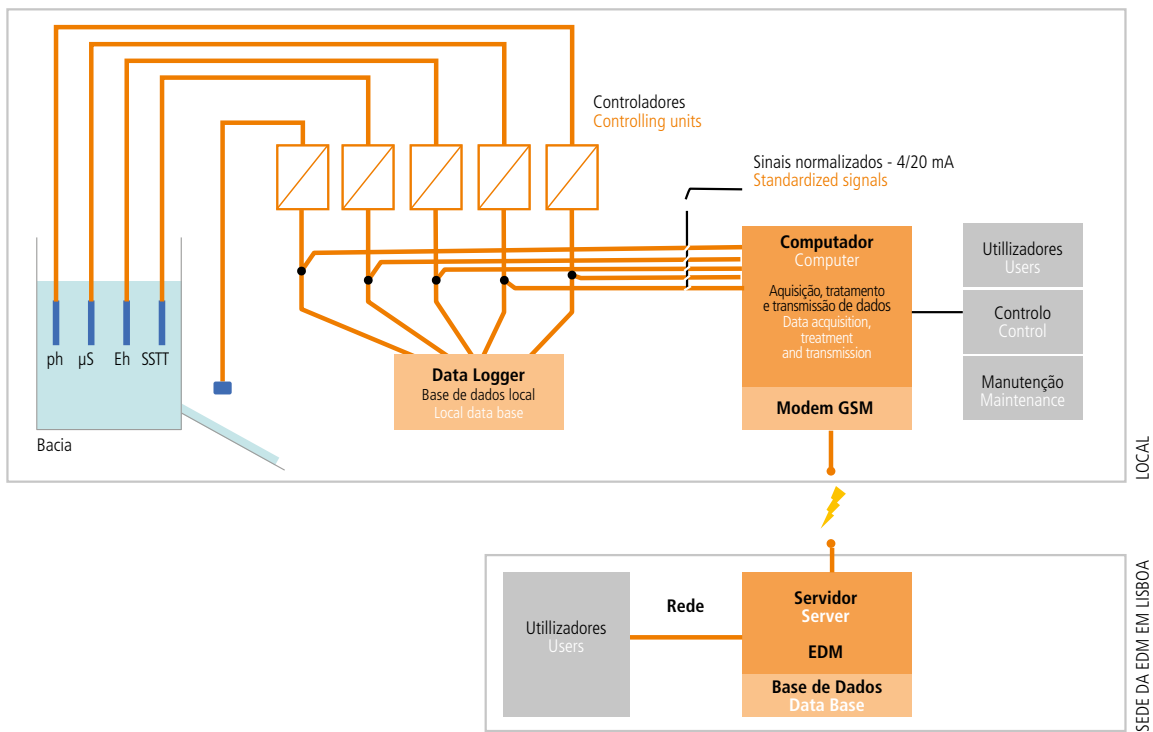 Controladores
Controlling units
Sinais normalizados - 4/20 mA
Standardized signals
Computador
Computer
Aquisição, tratamento
e transmissão de dados
Data acquisition,
treatment
and transmission
Modem GSM
Utillizadores
Users
Controlo
Control
Manutenção
Maintenance
ph
µS
Eh
SSTT
Bacia
Data Logger
Base de dados local
Local data base
LOCAL
Utillizadores
Users
Rede
Servidor
Server
EDM
Base de Dados
Data Base
SEDE DA EDM EM LISBOA